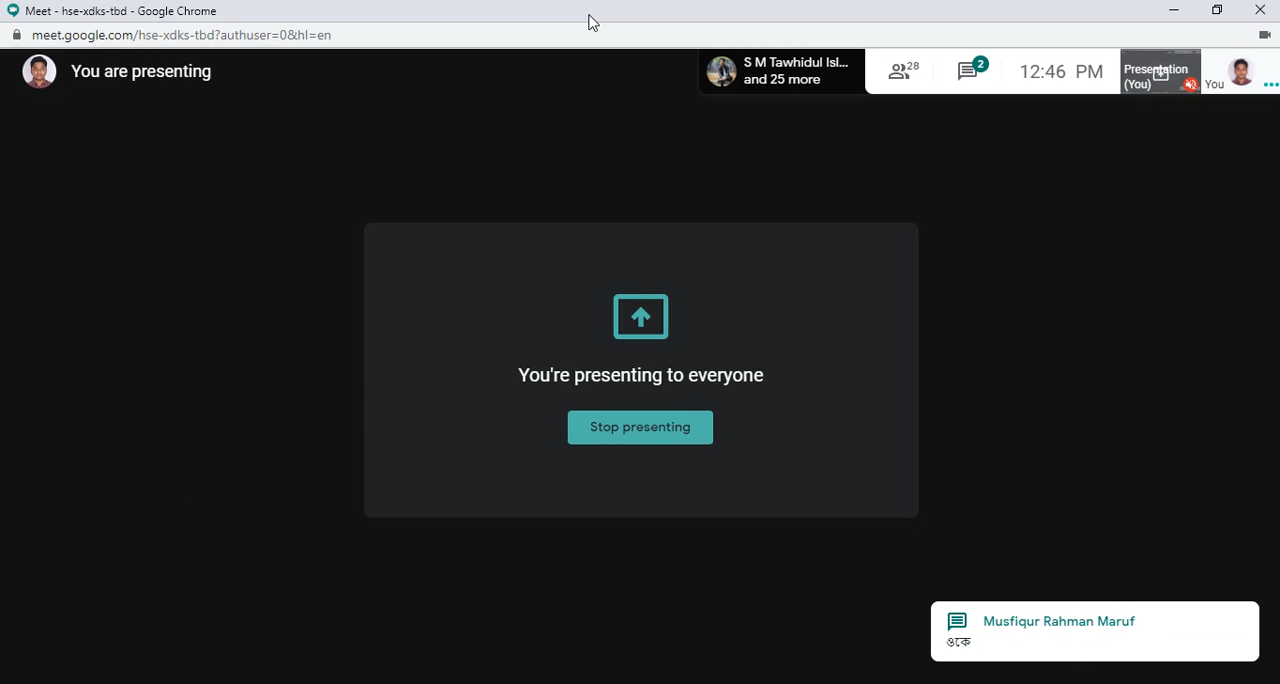 Meet - hse-xdks-tbd - Google Chrome
meet.google.com/hse-xdks-tbd?authuser=0&hl=en
You are presenting
S M Tawhidul Isl...
and 25 more
28
2
12:46 PM
Presentation
(You)
You
You're presenting to everyone
Stop presenting
Musfiqur Rahman Maruf
ওকে